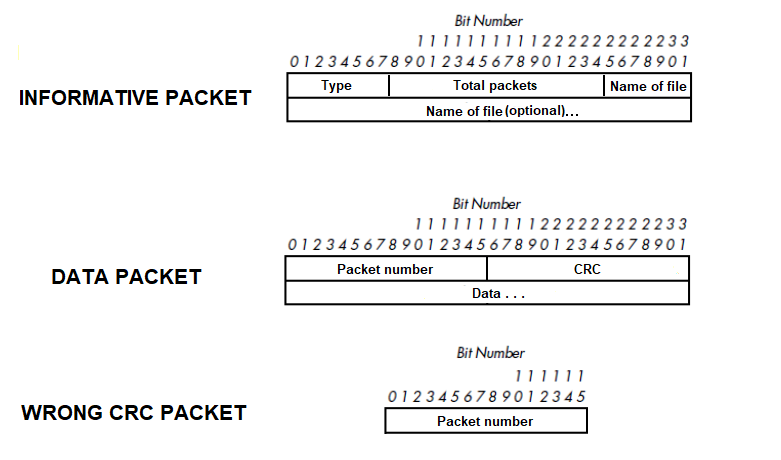 Bit Number
1 1 1 1 1 1 1 1 1 1 2 2 2 2 2 2 2 2 2 2 3 3
0 1 2 3 4 5 6 7 8 9 0 1 2 3 4 5 6 7 8 9 0 1 2 3 4 5 6 7 8 9 0 1
INFORMATIVE PACKET
Type Total packets Name of file
Name of file (optional)...
Bit Number
1 1 1 1 1 1 1 1 1 1 2 2 2 2 2 2 2 2 2 2 3 3
0 1 2 3 4 5 6 7 8 9 0 1 2 3 4 5 6 7 8 9 0 1 2 3 4 5 6 7 8 9 0 1
DATA PACKET
Packet number CRC
Data . . .
Bit Number
1 1 1 1 1 1
0 1 2 3 4 5 6 7 8 9 0 1 2 3 4 5
WRONG CRC PACKET
Packet number